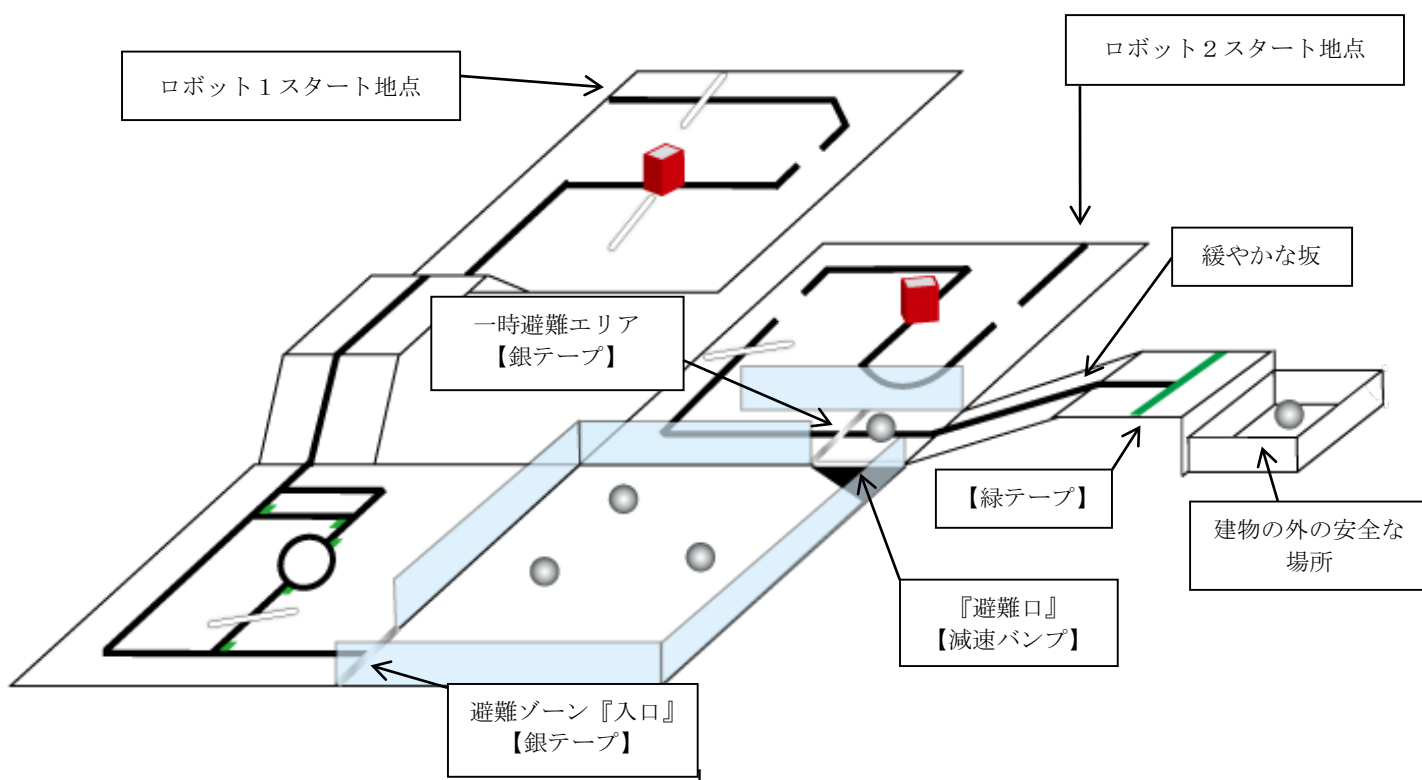 ロボット１スタート地点
ロボット２スタート地点
緩やかな坂
一時避難エリア
【銀テープ】
【緑テープ】
建物の外の安全な
場所
『避難口』
【減速バンプ】
避難ゾーン『入口』
【銀テープ】